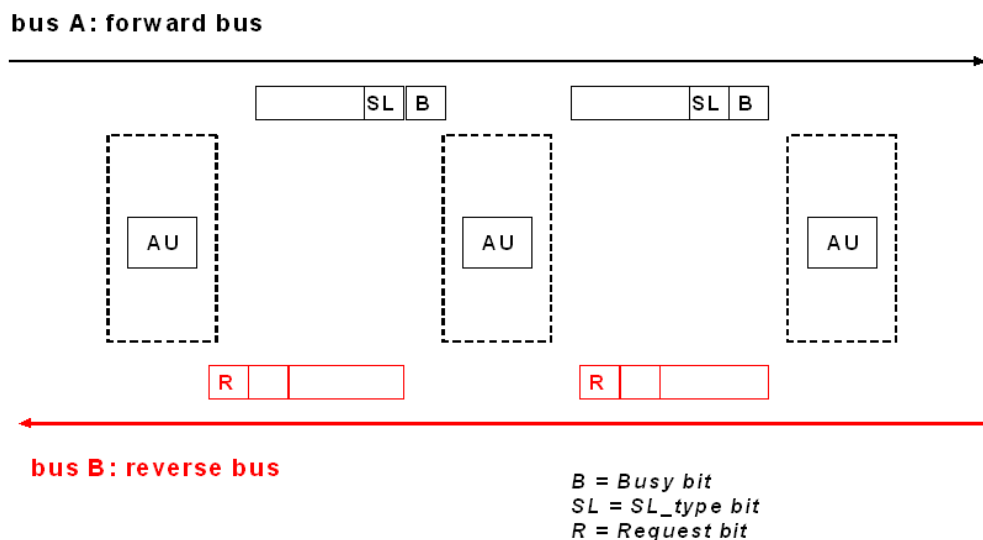 bus A: forward bus
SL B
SL B
AU
AU
AU
R
R
bus B: reverse bus
B = Busy bit
SL = SL_type bit
R = Request bit